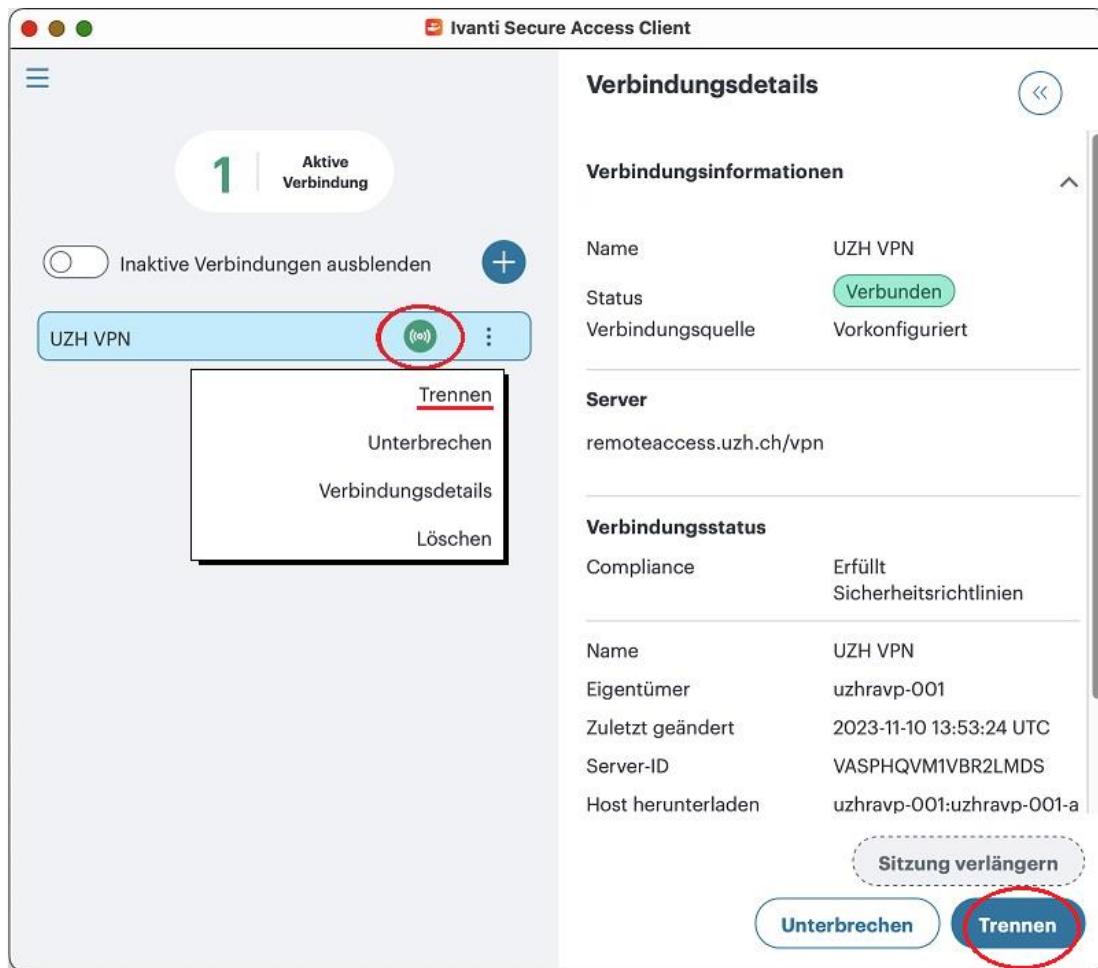 Ivanti Secure Access Client
1
Aktive
Verbindung
Inaktive Verbindungen ausblenden
UZH VPN
Trennen
Unterbrechen
Verbindungsdetails
Löschen
Verbindungsdetails
Verbindungsinformationen
Name UZH VPN
Status Verbunden
Verbindungsquelle Vorkonfiguriert
Server
remoteaccess.uzh.ch/vpn
Verbindungsstatus
Compliance Erfüllt
Sicherheitsrichtlinien
Name UZH VPN
Eigentümer uzhravp-001
Zuletzt geändert 2023-11-10 13:53:24 UTC
Server-ID VASPHQVM1VBR2LMDS
Host herunterladen uzhravp-001:uzhravp-001-a
Sitzung verlängern
Unterbrechen Trennen